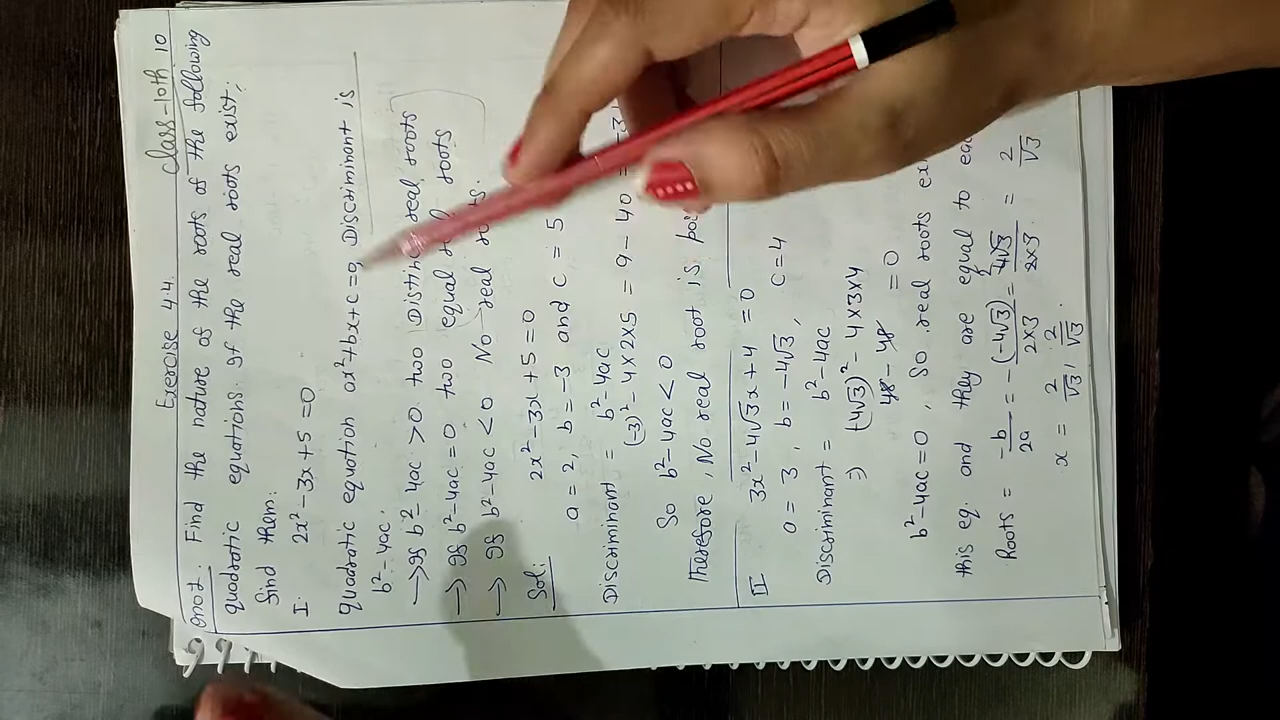 Exercise 4.4. Class-10th 10
Qno1. Find the nature of the roots of the following
quadratic equations. If the real roots exist,
find them:
I. 2x²-3x+5=0
Quadratic equation ax²+bx+c=0, Discriminant is
b²-4ac.
→ If b²-4ac >0 two Distinct real roots
→ If b²-4ac=0 two equal real roots
→ If b²-4ac<0 No real roots.
Sol: 2x²-3x+5=0
a=2, b=-3 and c=5
Discriminant = b²-4ac
(-3)²-4×2×5 = 9-40 = -31
So b²-4ac<0
Therefore, No real root is
II 3x²-4√3x+4=0
a=3, b=-4√3, c=4
Discriminant = b²-4ac
⇒ (-4√3)²-4×3×4
48-48 =0
b²-4ac=0, So real roots
this eq. and they are equal to
Roots = -b/2a = -(-4√3)/2×3 = 4√3/2×3 = 2/√3
x = 2/√3, 2/√3.